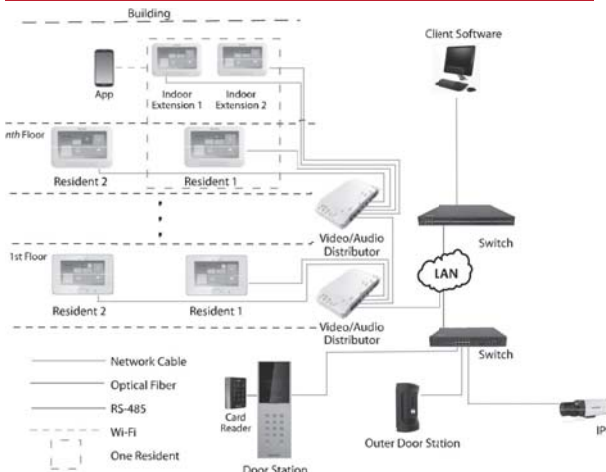 Building
Client Software
App
Indoor
Extension 1
Indoor
Extension 2
nth Floor
Resident 2
Resident 1
Video/Audio
Distributor
Switch
1st Floor
LAN
Resident 2
Resident 1
Video/Audio
Distributor
Switch
Network Cable
Optical Fiber
RS-485
Wi-Fi
One Resident
Card
Reader
Door Station
Outer Door Station
IP